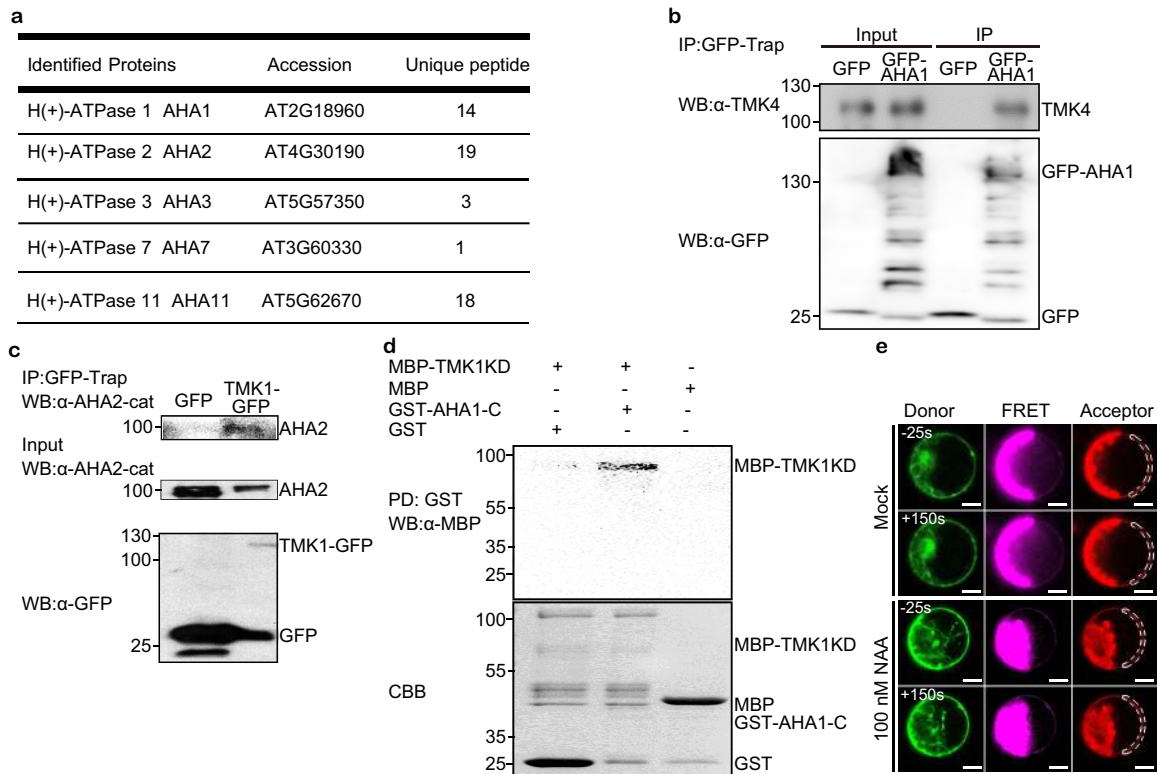 a
Identified Proteins Accession Unique peptide
H(+)-ATPase 1 AHA1 AT2G18960 14
H(+)-ATPase 2 AHA2 AT4G30190 19
H(+)-ATPase 3 AHA3 AT5G57350 3
H(+)-ATPase 7 AHA7 AT3G60330 1
H(+)-ATPase 11 AHA11 AT5G62670 18
b
Input IP
IP:GFP-Trap
GFP GFP-AHA1 GFP GFP-AHA1
130
WB:α-TMK4 TMK4
100
GFP-AHA1
130
WB:α-GFP
25 GFP
c
IP:GFP-Trap
WB:α-AHA2-cat GFP TMK1-GFP
100 AHA2
Input
WB:α-AHA2-cat
100 AHA2
130 TMK1-GFP
100
WB:α-GFP
GFP
25
d
MBP-TMK1KD + + -
MBP - - +
GST-AHA1-C - + -
GST + - -
100 MBP-TMK1KD
PD: GST 55
WB:α-MBP
35
25
100
MBP-TMK1KD
55
CBB
MBP
GST-AHA1-C
35
25 GST
e
Donor FRET Acceptor
-25s
Mock
+150s
-25s
100 nM NAA
+150s